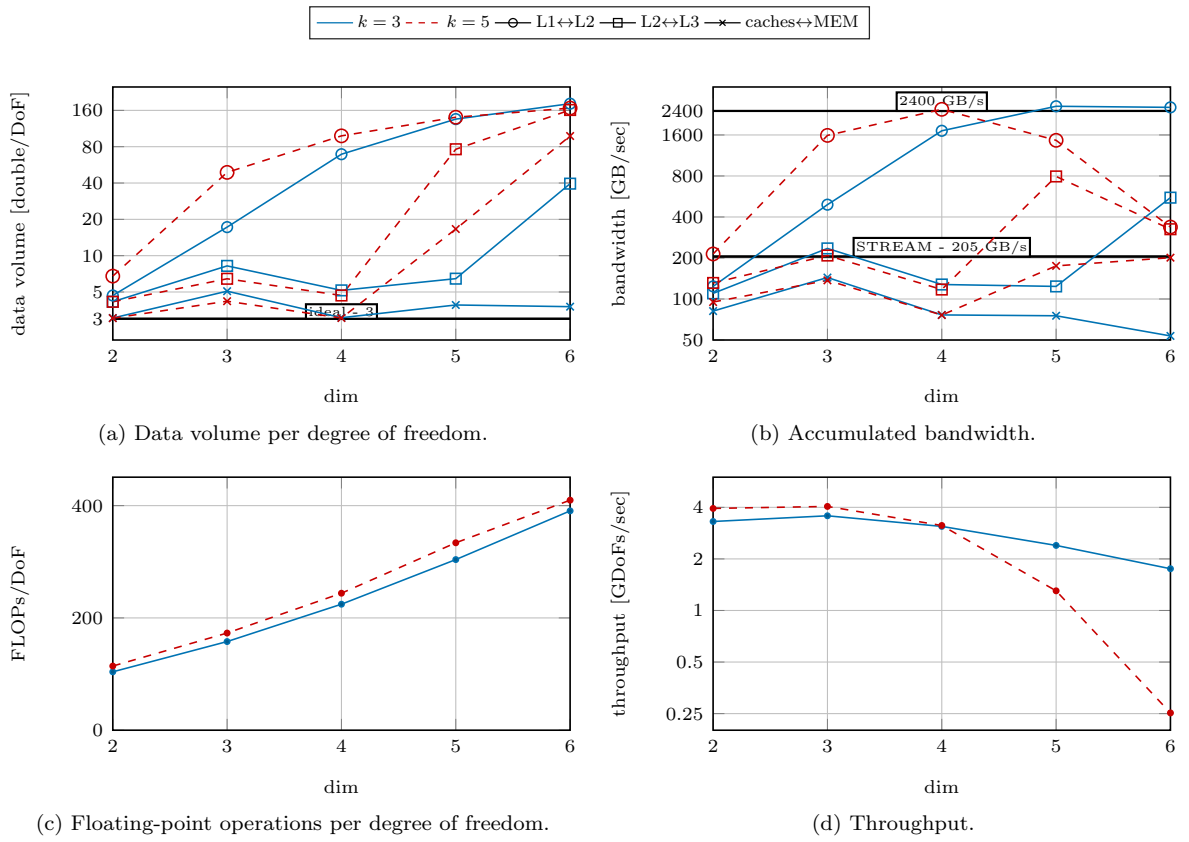 k = 3 k = 5 L1↔L2 L2↔L3 caches↔MEM
data volume [double/DoF]
160
80
40
20
10
5
3
ideal - 3
2 3 4 5 6
dim
(a) Data volume per degree of freedom.
bandwidth [GB/sec]
2400
1600
800
400
200
100
50
2400 GB/s
STREAM - 205 GB/s
2 3 4 5 6
dim
(b) Accumulated bandwidth.
FLOPs/DoF
400
200
0
2 3 4 5 6
dim
(c) Floating-point operations per degree of freedom.
throughput [GDoFs/sec]
4
2
1
0.5
0.25
2 3 4 5 6
dim
(d) Throughput.